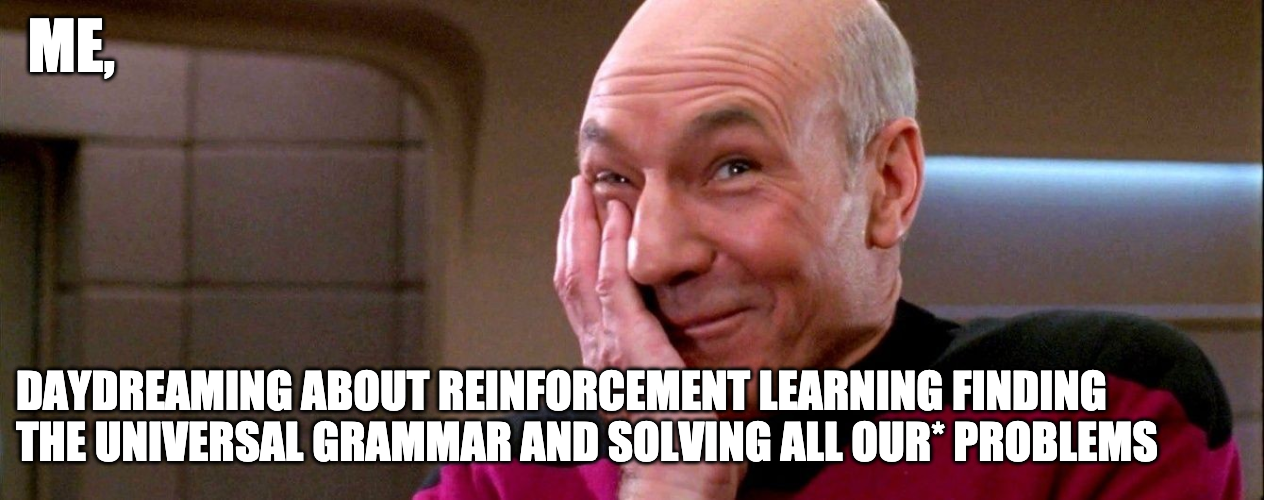 ME,
DAYDREAMING ABOUT REINFORCEMENT LEARNING FINDING
THE UNIVERSAL GRAMMAR AND SOLVING ALL OUR* PROBLEMS